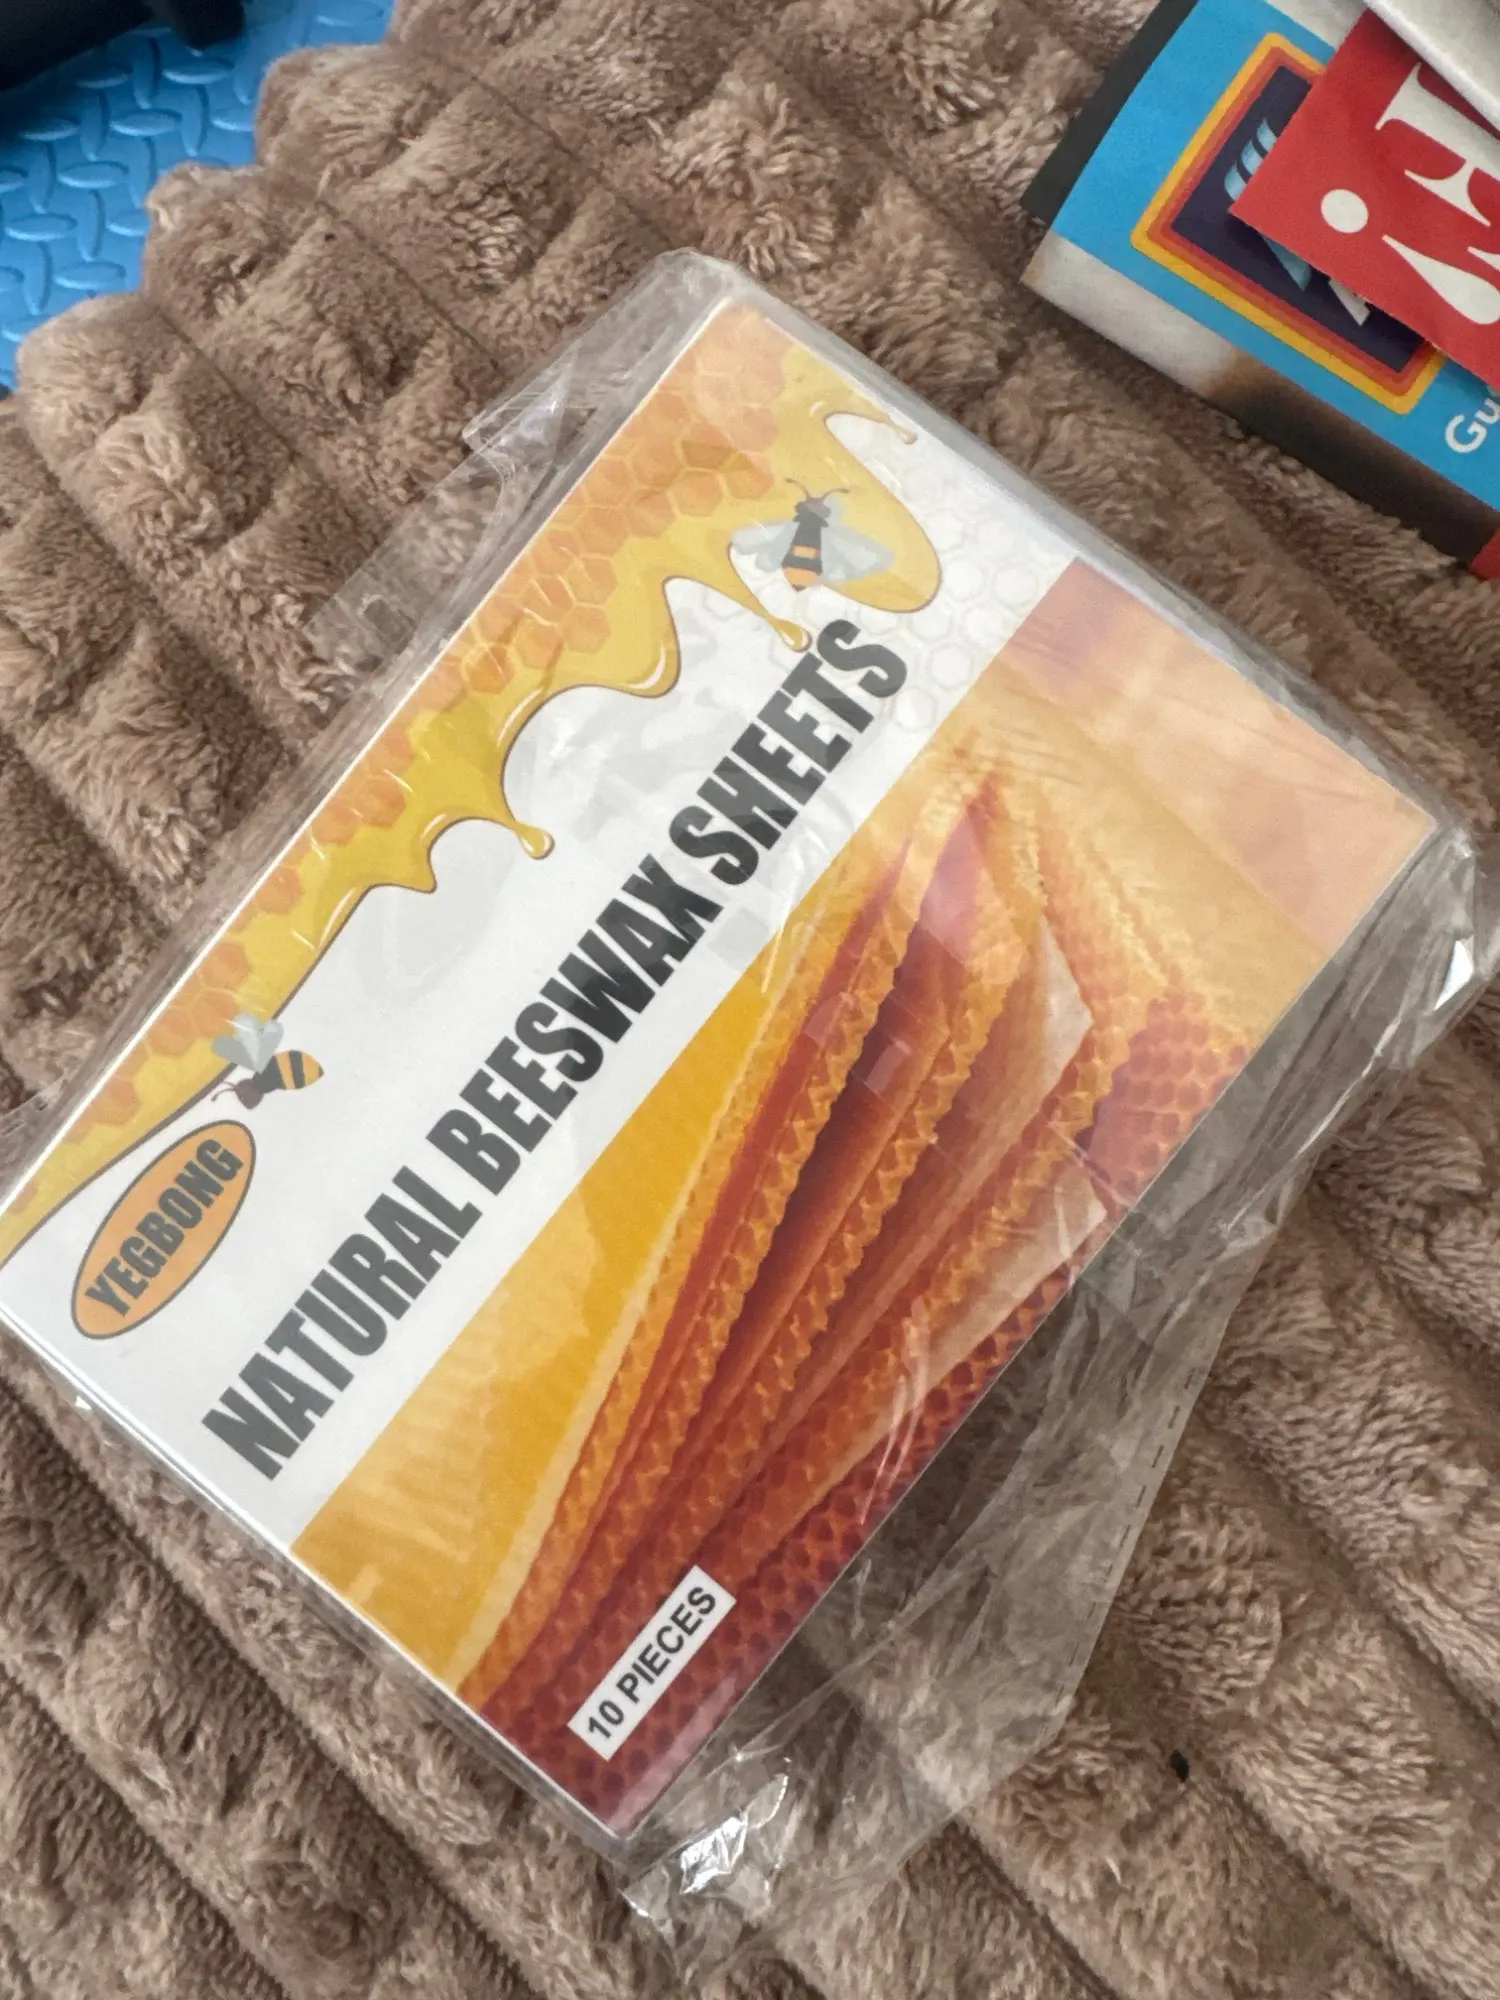 YEGBONG
NATURAL BEESWAX SHEETS
10 PIECES